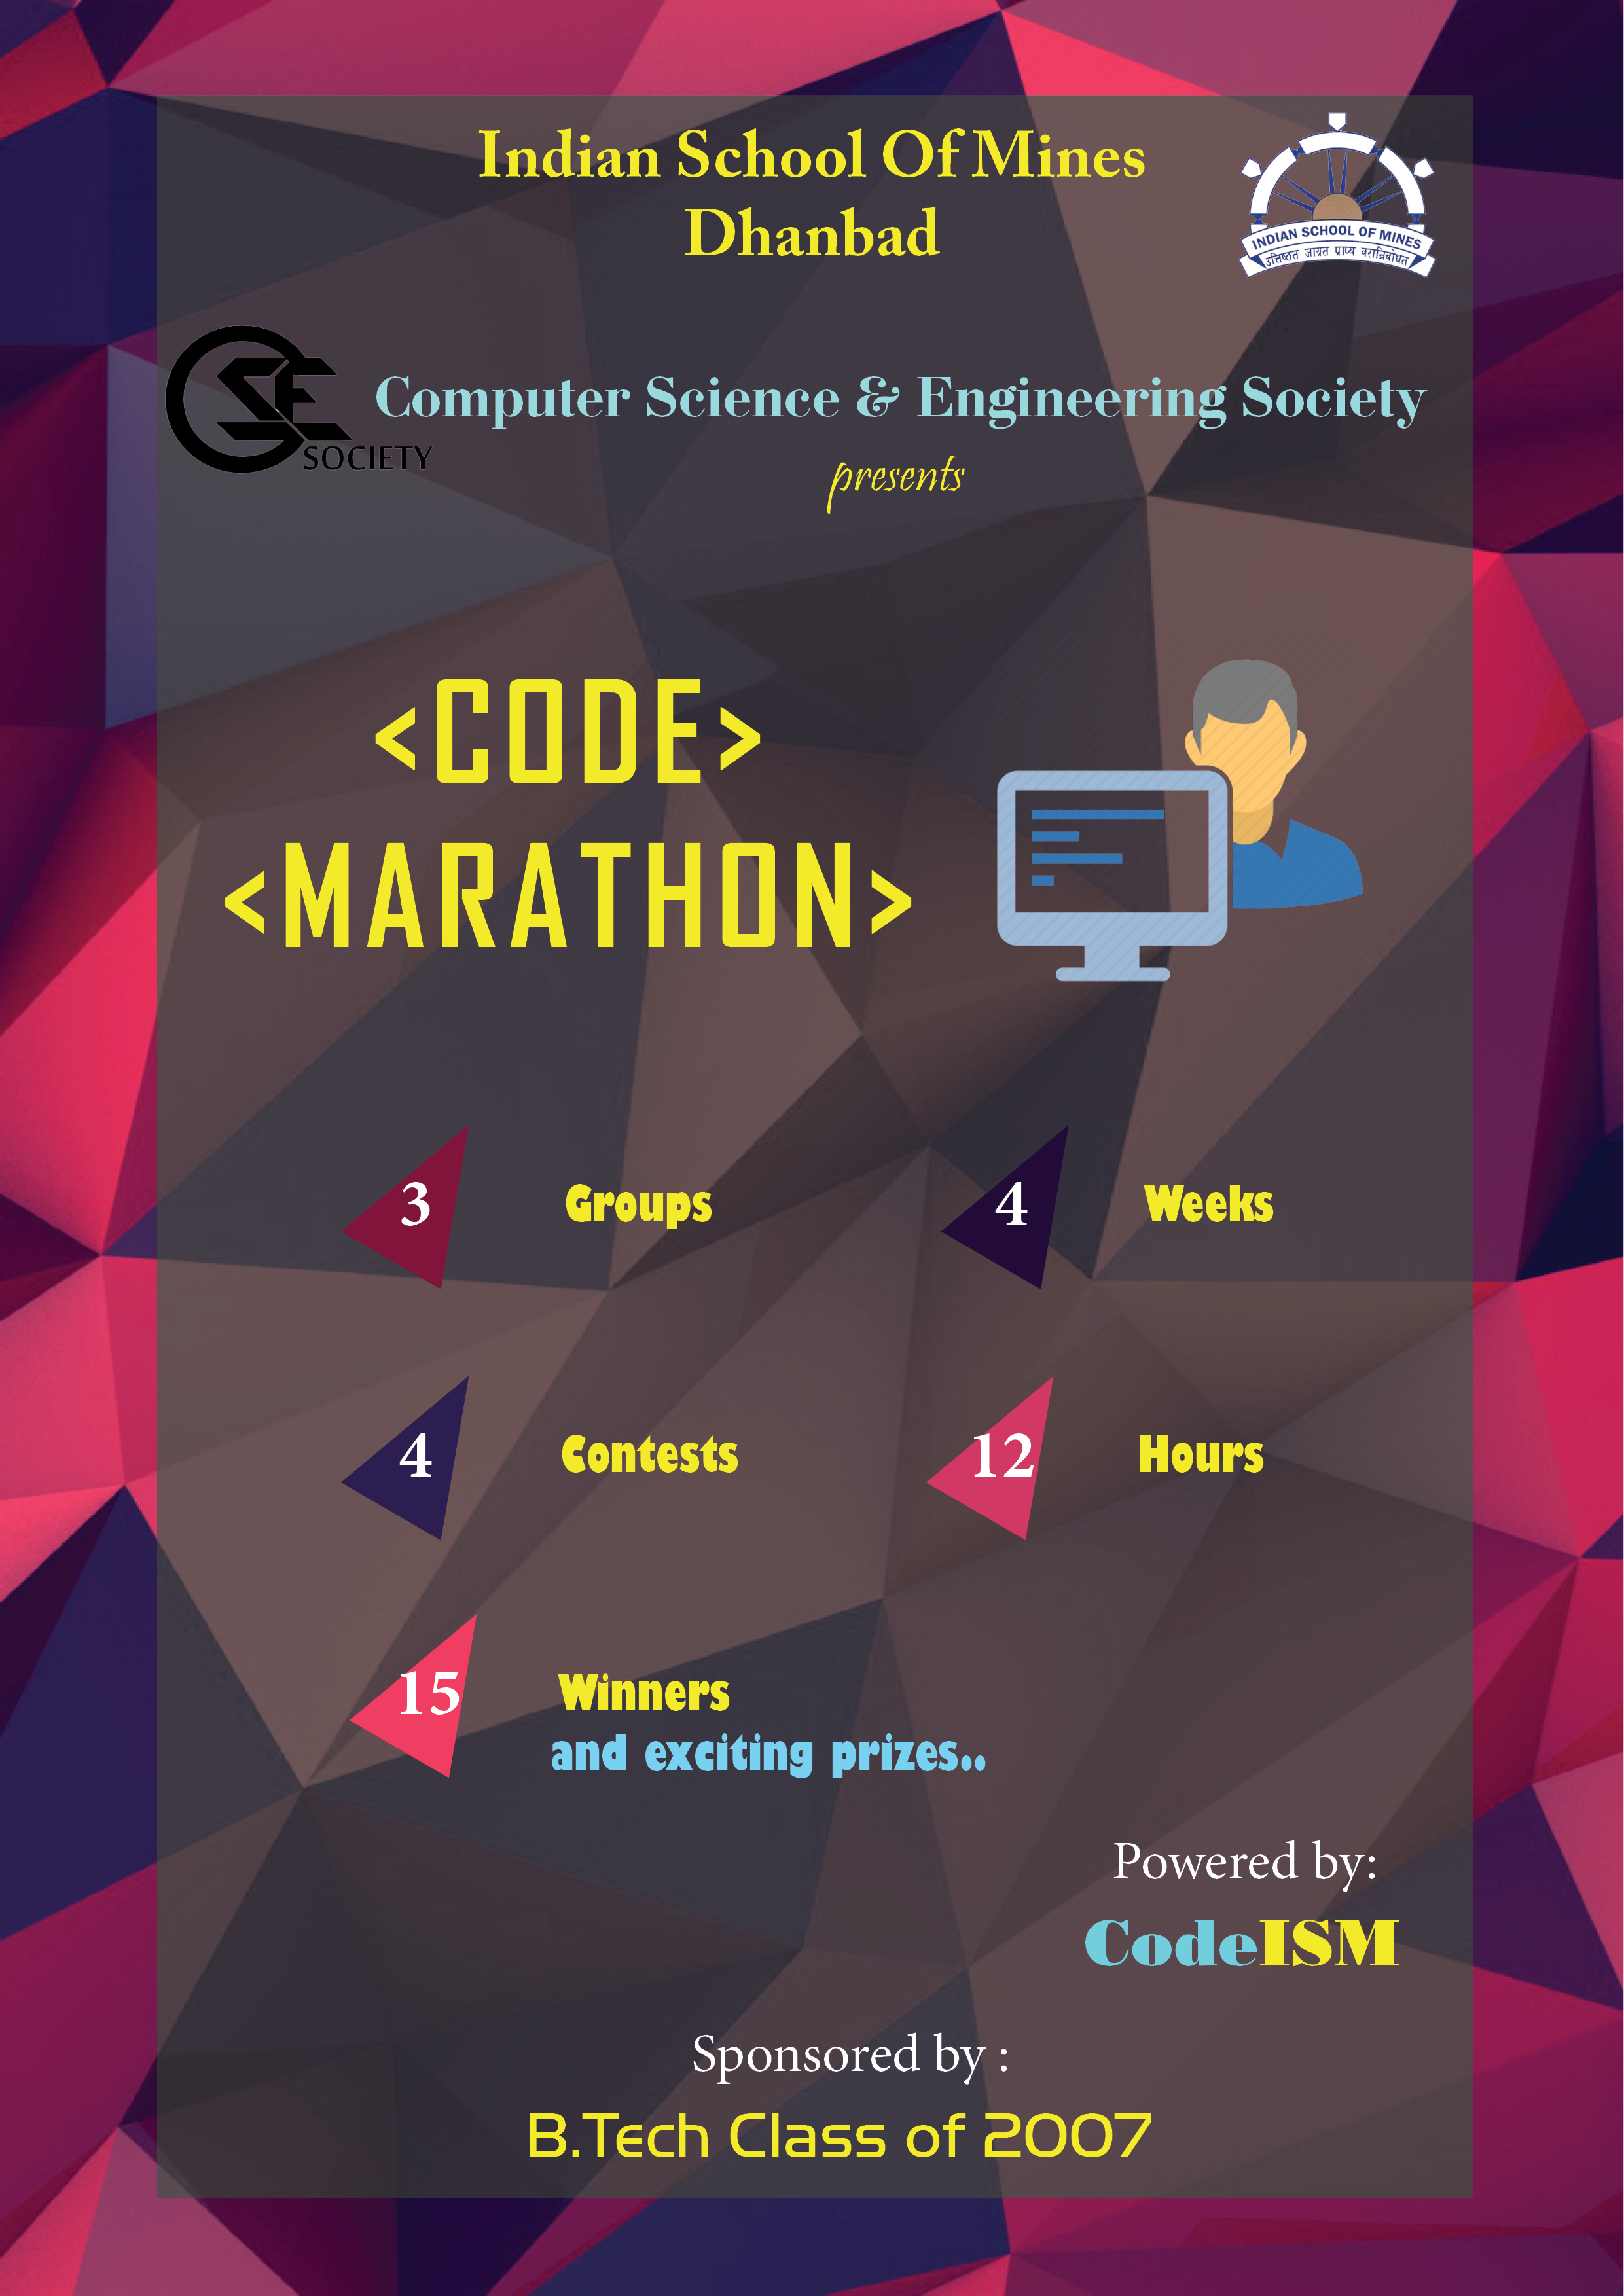 Indian School Of Mines
Dhanbad
INDIAN SCHOOL OF MINES
उत्तिष्ठत जाग्रत प्राप्य वरान्निबोधत
CSE
SOCIETY
Computer Science & Engineering Society
presents
<CODE>
<MARATHON>
3 Groups
4 Weeks
4 Contests
12 Hours
15 Winners
and exciting prizes..
Powered by:
CodeISM
Sponsored by :
B.Tech Class of 2007